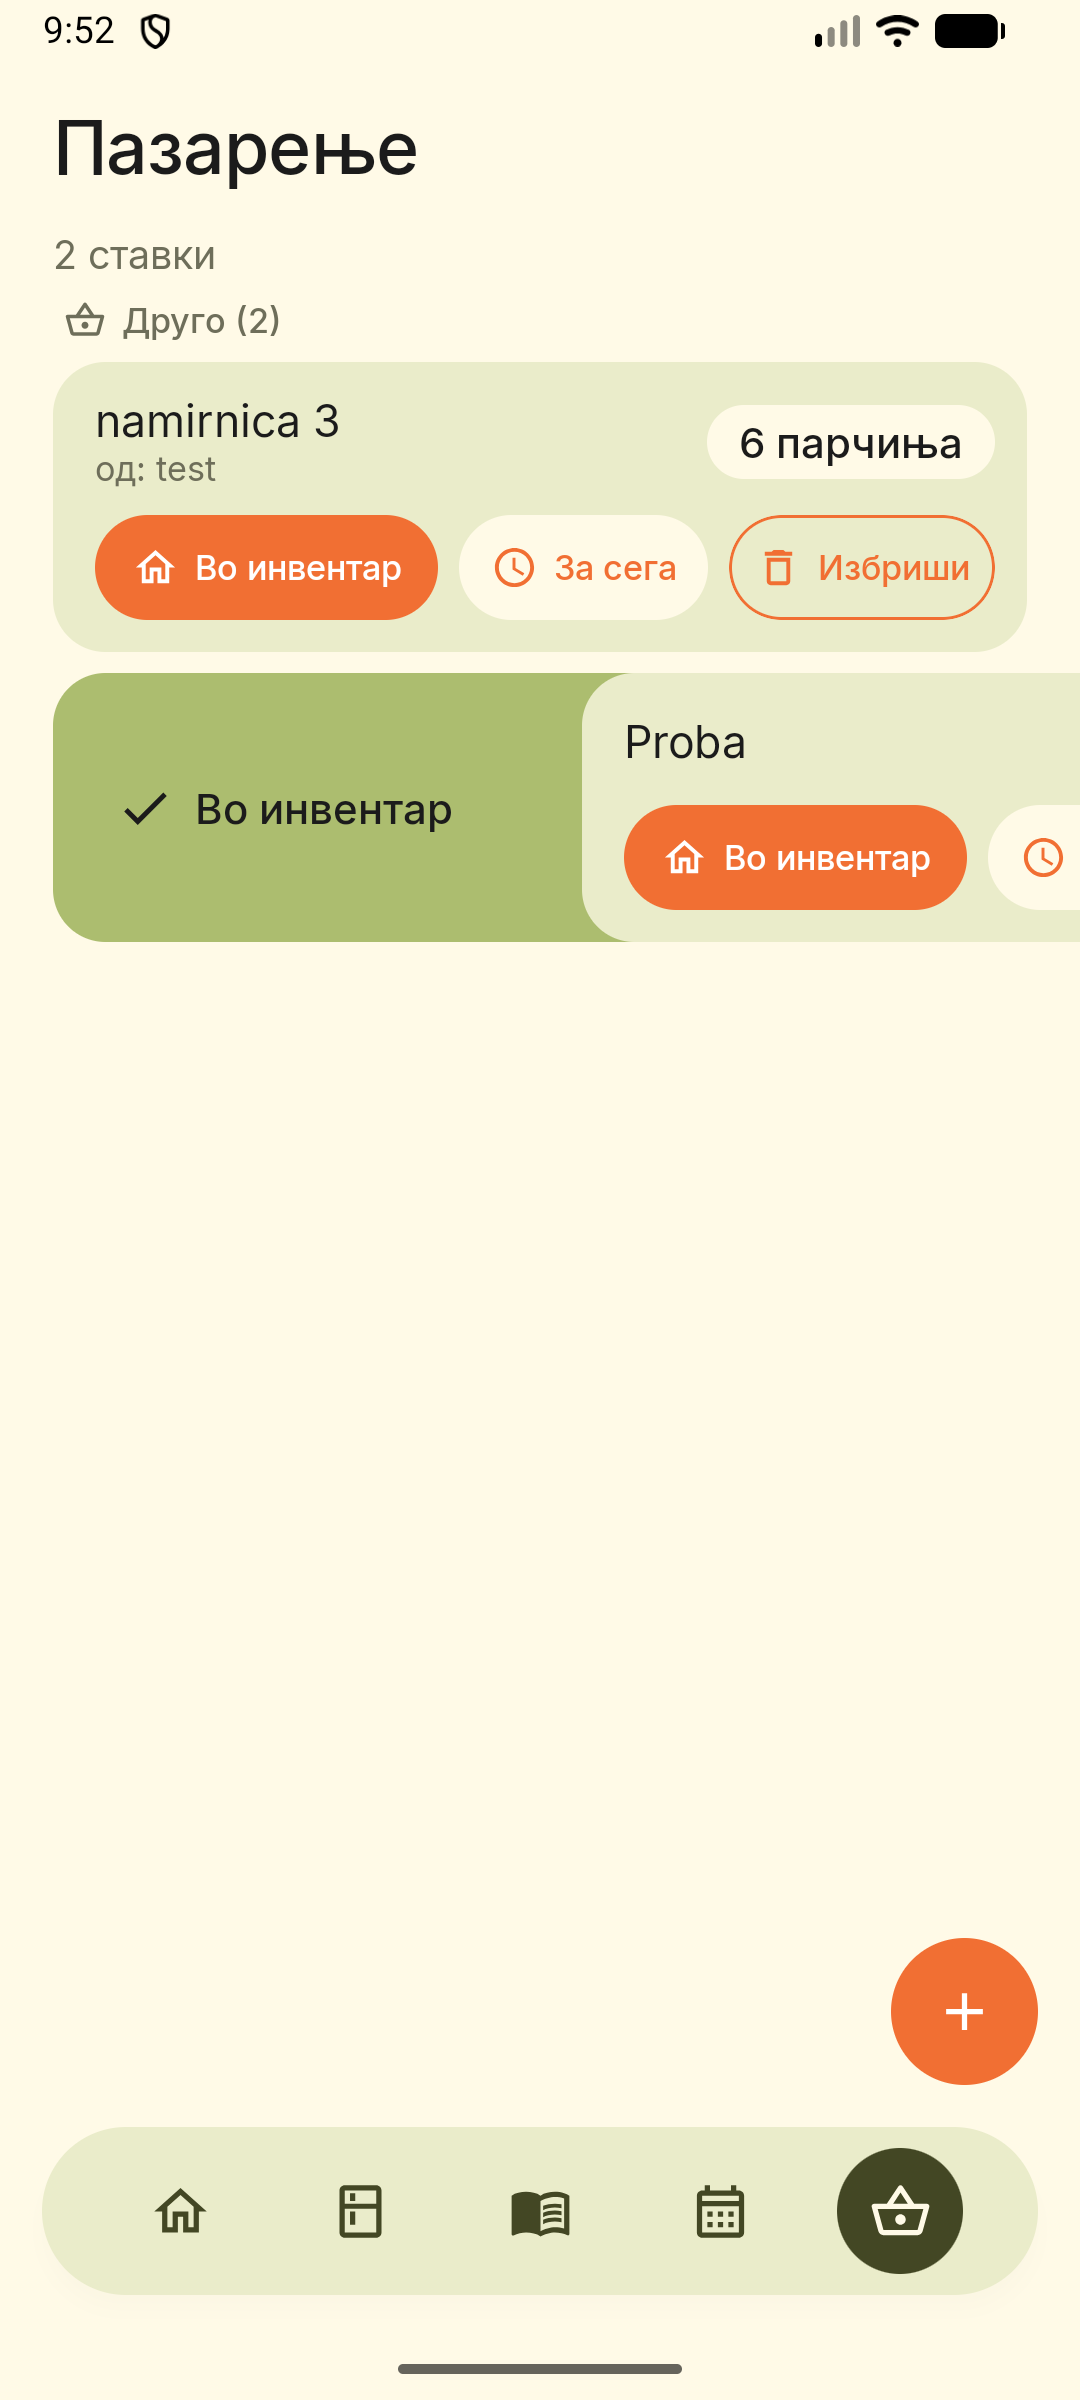 9:52
Пазарење
2 ставки
Друго (2)
namirnica 3
од: test
6 парчиња
Во инвентар
За сега
Избриши
Во инвентар
Proba
Во инвентар